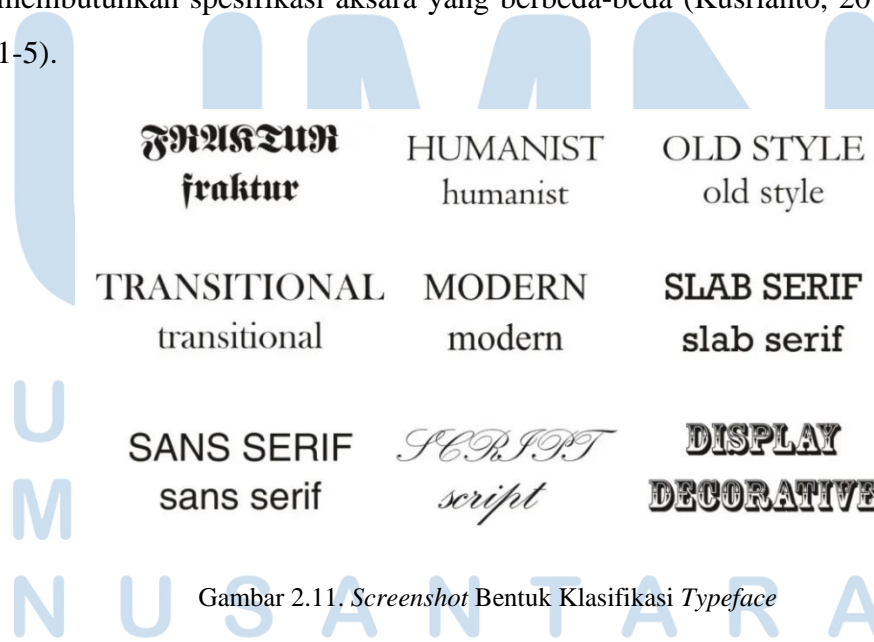 membutuhkan spesifikasi aksara yang berbeda-beda (Kusrianto, 20
1-5).
FRAKTUR HUMANIST OLD STYLE
fraktur humanist old style
TRANSITIONAL MODERN SLAB SERIF
transitional modern slab serif
SANS SERIF SCRIPT DISPLAY
sans serif script DECORATIVE
Gambar 2.11. Screenshot Bentuk Klasifikasi Typeface
UMN
U
M
NUSANTARA